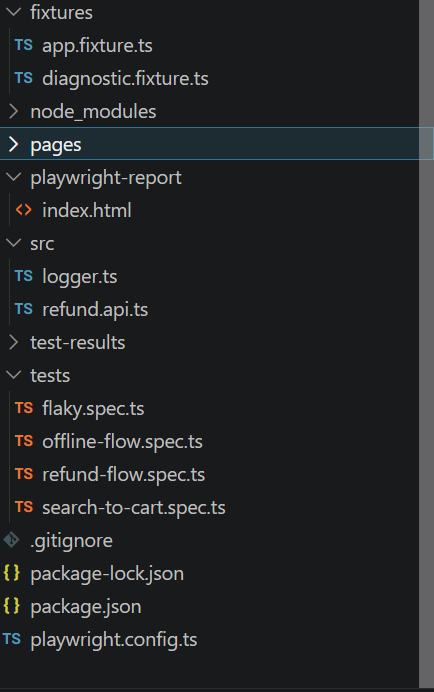 fixtures
TS app.fixture.ts
TS diagnostic.fixture.ts
node_modules
pages
playwright-report
<> index.html
src
TS logger.ts
TS refund.api.ts
test-results
tests
TS flaky.spec.ts
TS offline-flow.spec.ts
TS refund-flow.spec.ts
TS search-to-cart.spec.ts
.gitignore
{} package-lock.json
{} package.json
TS playwright.config.ts